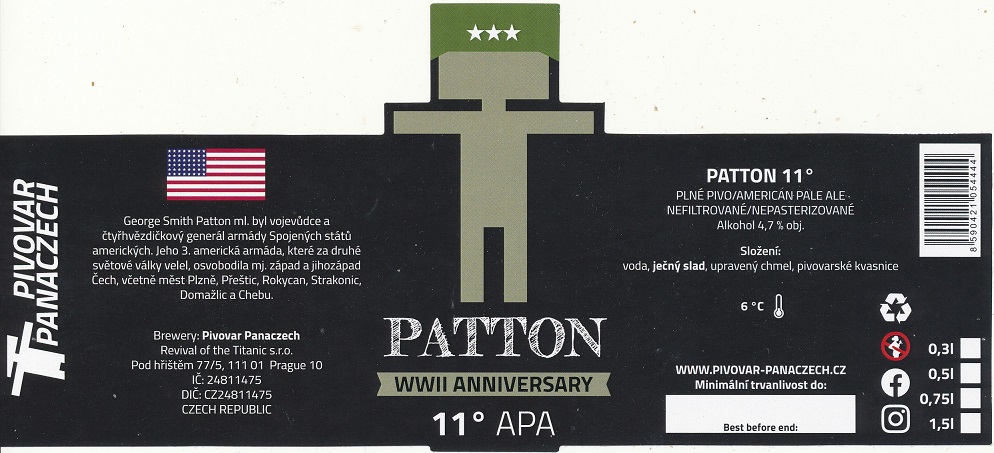 PIVOVAR
PANACZECH
George Smith Patton ml. byl vojevůdce a
čtyřhvězdičkový generál armády Spojených států
amerických. Jeho 3. americká armáda, které za druhé
světové války velel, osvobodila mj. západ a jihozápad
Čech, včetně měst Plzně, Přeštic, Rokycan, Strakonic,
Domažlic a Chebu.
Brewery: Pivovar Panaczech
Revival of the Titanic s.r.o.
Pod hřištěm 77/5, 111 01 Prague 10
IČ: 24811475
DIČ: CZ24811475
CZECH REPUBLIC
PATTON
WWII ANNIVERSARY
11° APA
PATTON 11°
PLNÉ PIVO/AMERICAN PALE ALE -
NEFILTROVANÉ/NEPASTERIZOVANÉ
Alkohol 4,7 % obj.
Složení:
voda, ječný slad, upravený chmel, pivovarské kvasnice
6 °C
WWW.PIVOVAR-PANACZECH.CZ
Minimální trvanlivost do:
Best before end:
8 590421 054444
0,3l
0,5l
0,75l
1,5l